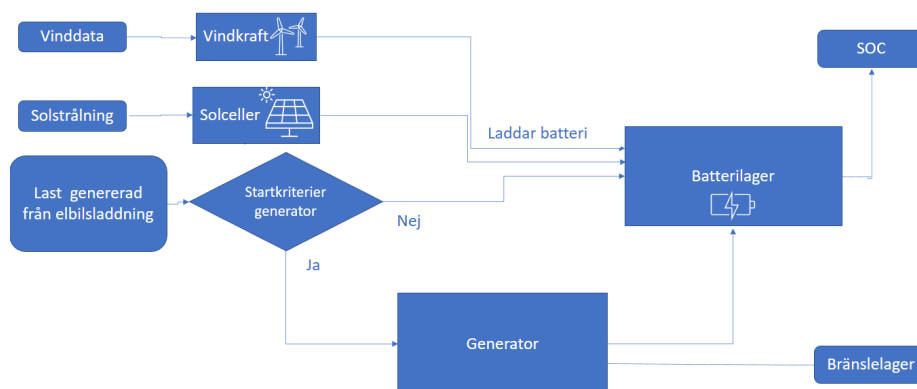 Vinddata
Vindkraft
SOC
Solstrålning
Solceller
Laddar batteri
Last genererad
från elbilsladdning
Startkriterier
generator
Batterilager
Nej
Ja
Generator
Bränslelager